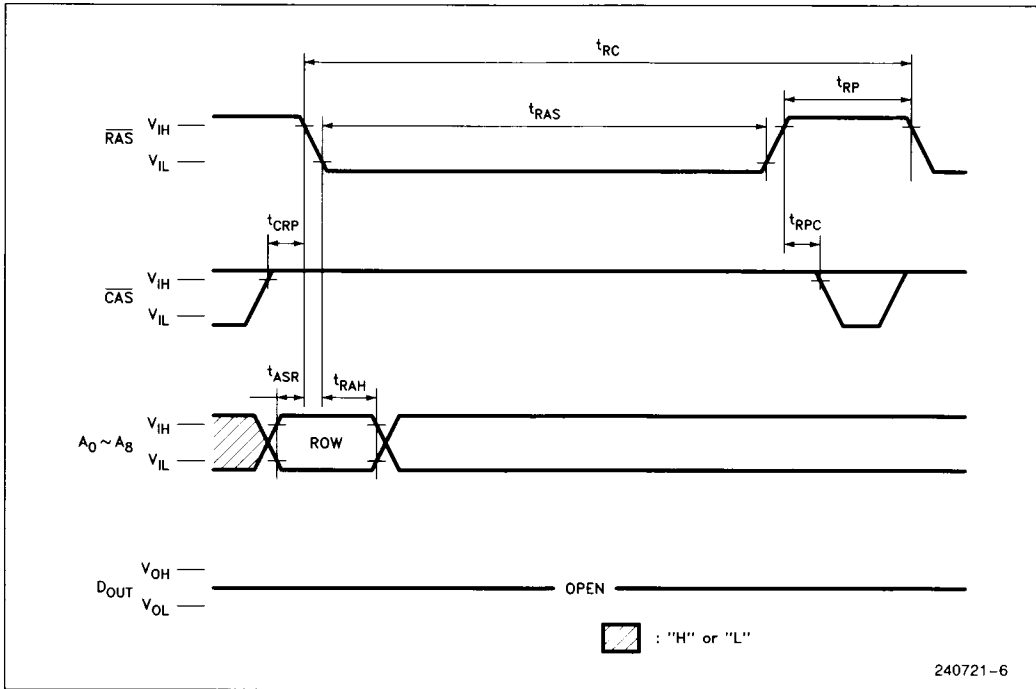 tRC
tRP
tRAS
RAS
VIH
VIL
tCRP
tRPC
CAS
VIH
VIL
tASR
tRAH
A0 ~ A8
VIH
VIL
ROW
DOUT
VOH
VOL
OPEN
: "H" or "L"
240721-6